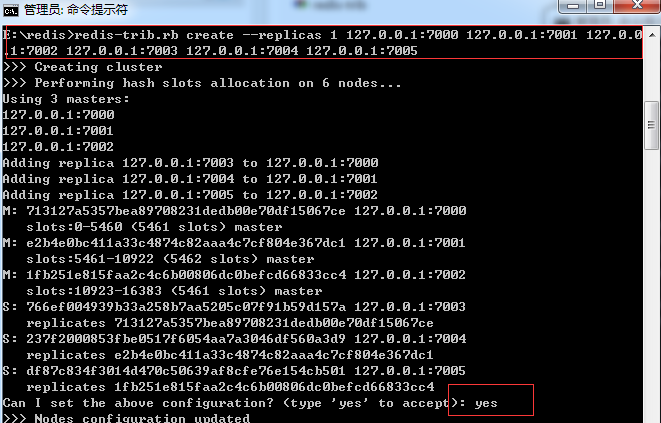 管理员: 命令提示符
E:\redis>redis-trib.rb create --replicas 1 127.0.0.1:7000 127.0.0.1:7001 127.0.0
.1:7002 127.0.0.1:7003 127.0.0.1:7004 127.0.0.1:7005
>>> Creating cluster
>>> Performing hash slots allocation on 6 nodes...
Using 3 masters:
127.0.0.1:7000
127.0.0.1:7001
127.0.0.1:7002
Adding replica 127.0.0.1:7003 to 127.0.0.1:7000
Adding replica 127.0.0.1:7004 to 127.0.0.1:7001
Adding replica 127.0.0.1:7005 to 127.0.0.1:7002
M: 713127a5357bea89708231dedb00e70df15067ce 127.0.0.1:7000
slots:0-5460 (5461 slots) master
M: e2b4e0bc411a33c4874c82aaa4c7cf804e367dc1 127.0.0.1:7001
slots:5461-10922 (5462 slots) master
M: 1fb251e815faa2c4c6b00806dc0befcd66833cc4 127.0.0.1:7002
slots:10923-16383 (5461 slots) master
S: 766ef004939b33a258b7aa5205c07f91b59d157a 127.0.0.1:7003
replicates 713127a5357bea89708231dedb00e70df15067ce
S: 237f2000853fbe0517f6054aa7a3046df560a3d9 127.0.0.1:7004
replicates e2b4e0bc411a33c4874c82aaa4c7cf804e367dc1
S: df87c834f3014d470c50639af8cfe76e154cb501 127.0.0.1:7005
replicates 1fb251e815faa2c4c6b00806dc0befcd66833cc4
Can I set the above configuration? (type 'yes' to accept): yes
>>> Nodes configuration updated